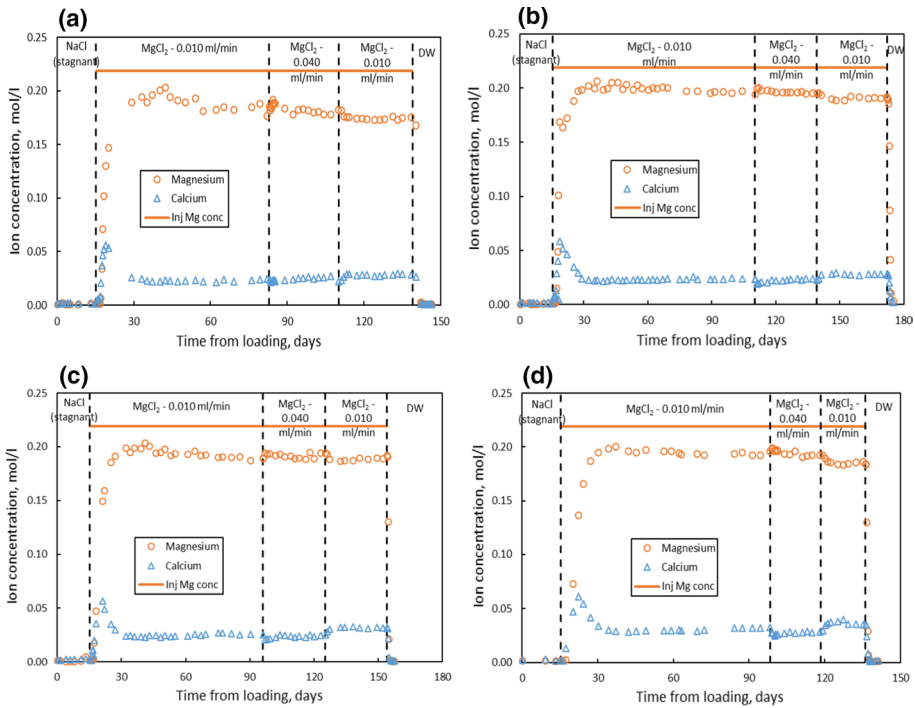 (a)
NaCl
(stagnant)
MgCl2 - 0.010 ml/min
MgCl2 -
0.040
ml/min
MgCl2 -
0.010
ml/min
DW
0.25
0.20
0.15
0.10
0.05
0.00
Ion concentration, mol/l
Magnesium
Calcium
Inj Mg conc
0 30 60 90 120 150
Time from loading, days
(b)
NaCl
(stagnant)
MgCl2 - 0.010
ml/min
MgCl2 -
0.040
ml/min
MgCl2 -
0.010
ml/min
DW
0.25
0.20
0.15
0.10
0.05
0.00
Ion concentration, mol/l
Magnesium
Calcium
Inj Mg conc
0 30 60 90 120 150 180
Time from loading, days
(c)
NaCl
(stagnant)
MgCl2 - 0.010 ml/min
MgCl2 -
0.040
ml/min
MgCl2 -
0.010
ml/min
DW
0.25
0.20
0.15
0.10
0.05
0.00
Ion concentration, mol/l
Magnesium
Calcium
Inj Mg conc
0 30 60 90 120 150 180
Time from loading, days
(d)
NaCl
(stagnant)
MgCl2 - 0.010 ml/min
MgCl2 -
0.040
ml/min
MgCl2 -
0.010
ml/min
DW
0.25
0.20
0.15
0.10
0.05
0.00
Ion concentration, mol/l
Magnesium
Calcium
Inj Mg conc
0 30 60 90 120 150
Time from loading, days